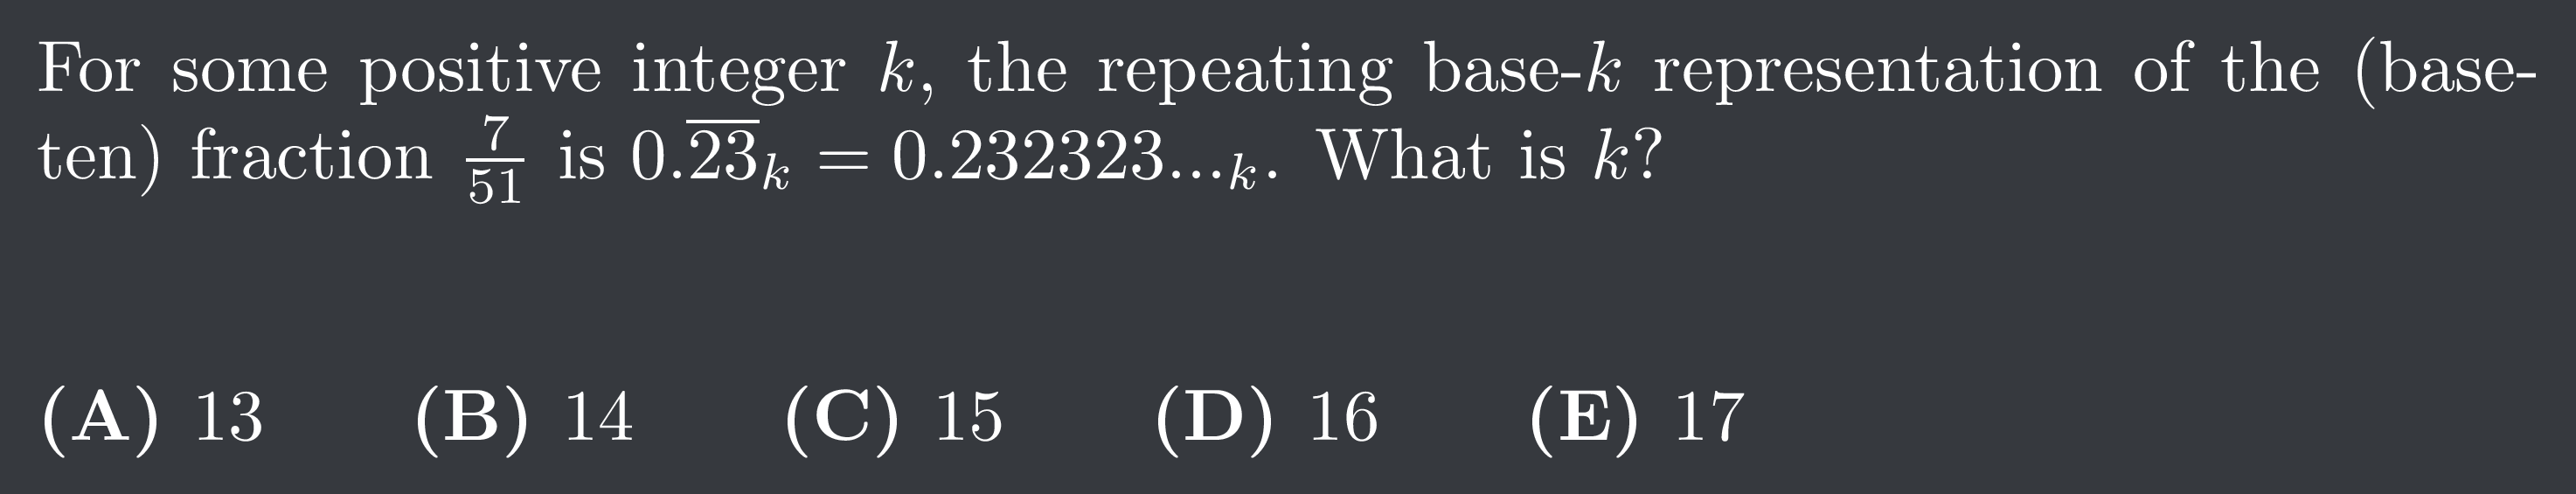 For some positive integer $k$, the repeating base-$k$ representation of the (base-
ten) fraction $\frac{7}{51}$ is $0.\overline{23}_k = 0.232323..._k$. What is $k$?
(A) 13 (B) 14 (C) 15 (D) 16 (E) 17